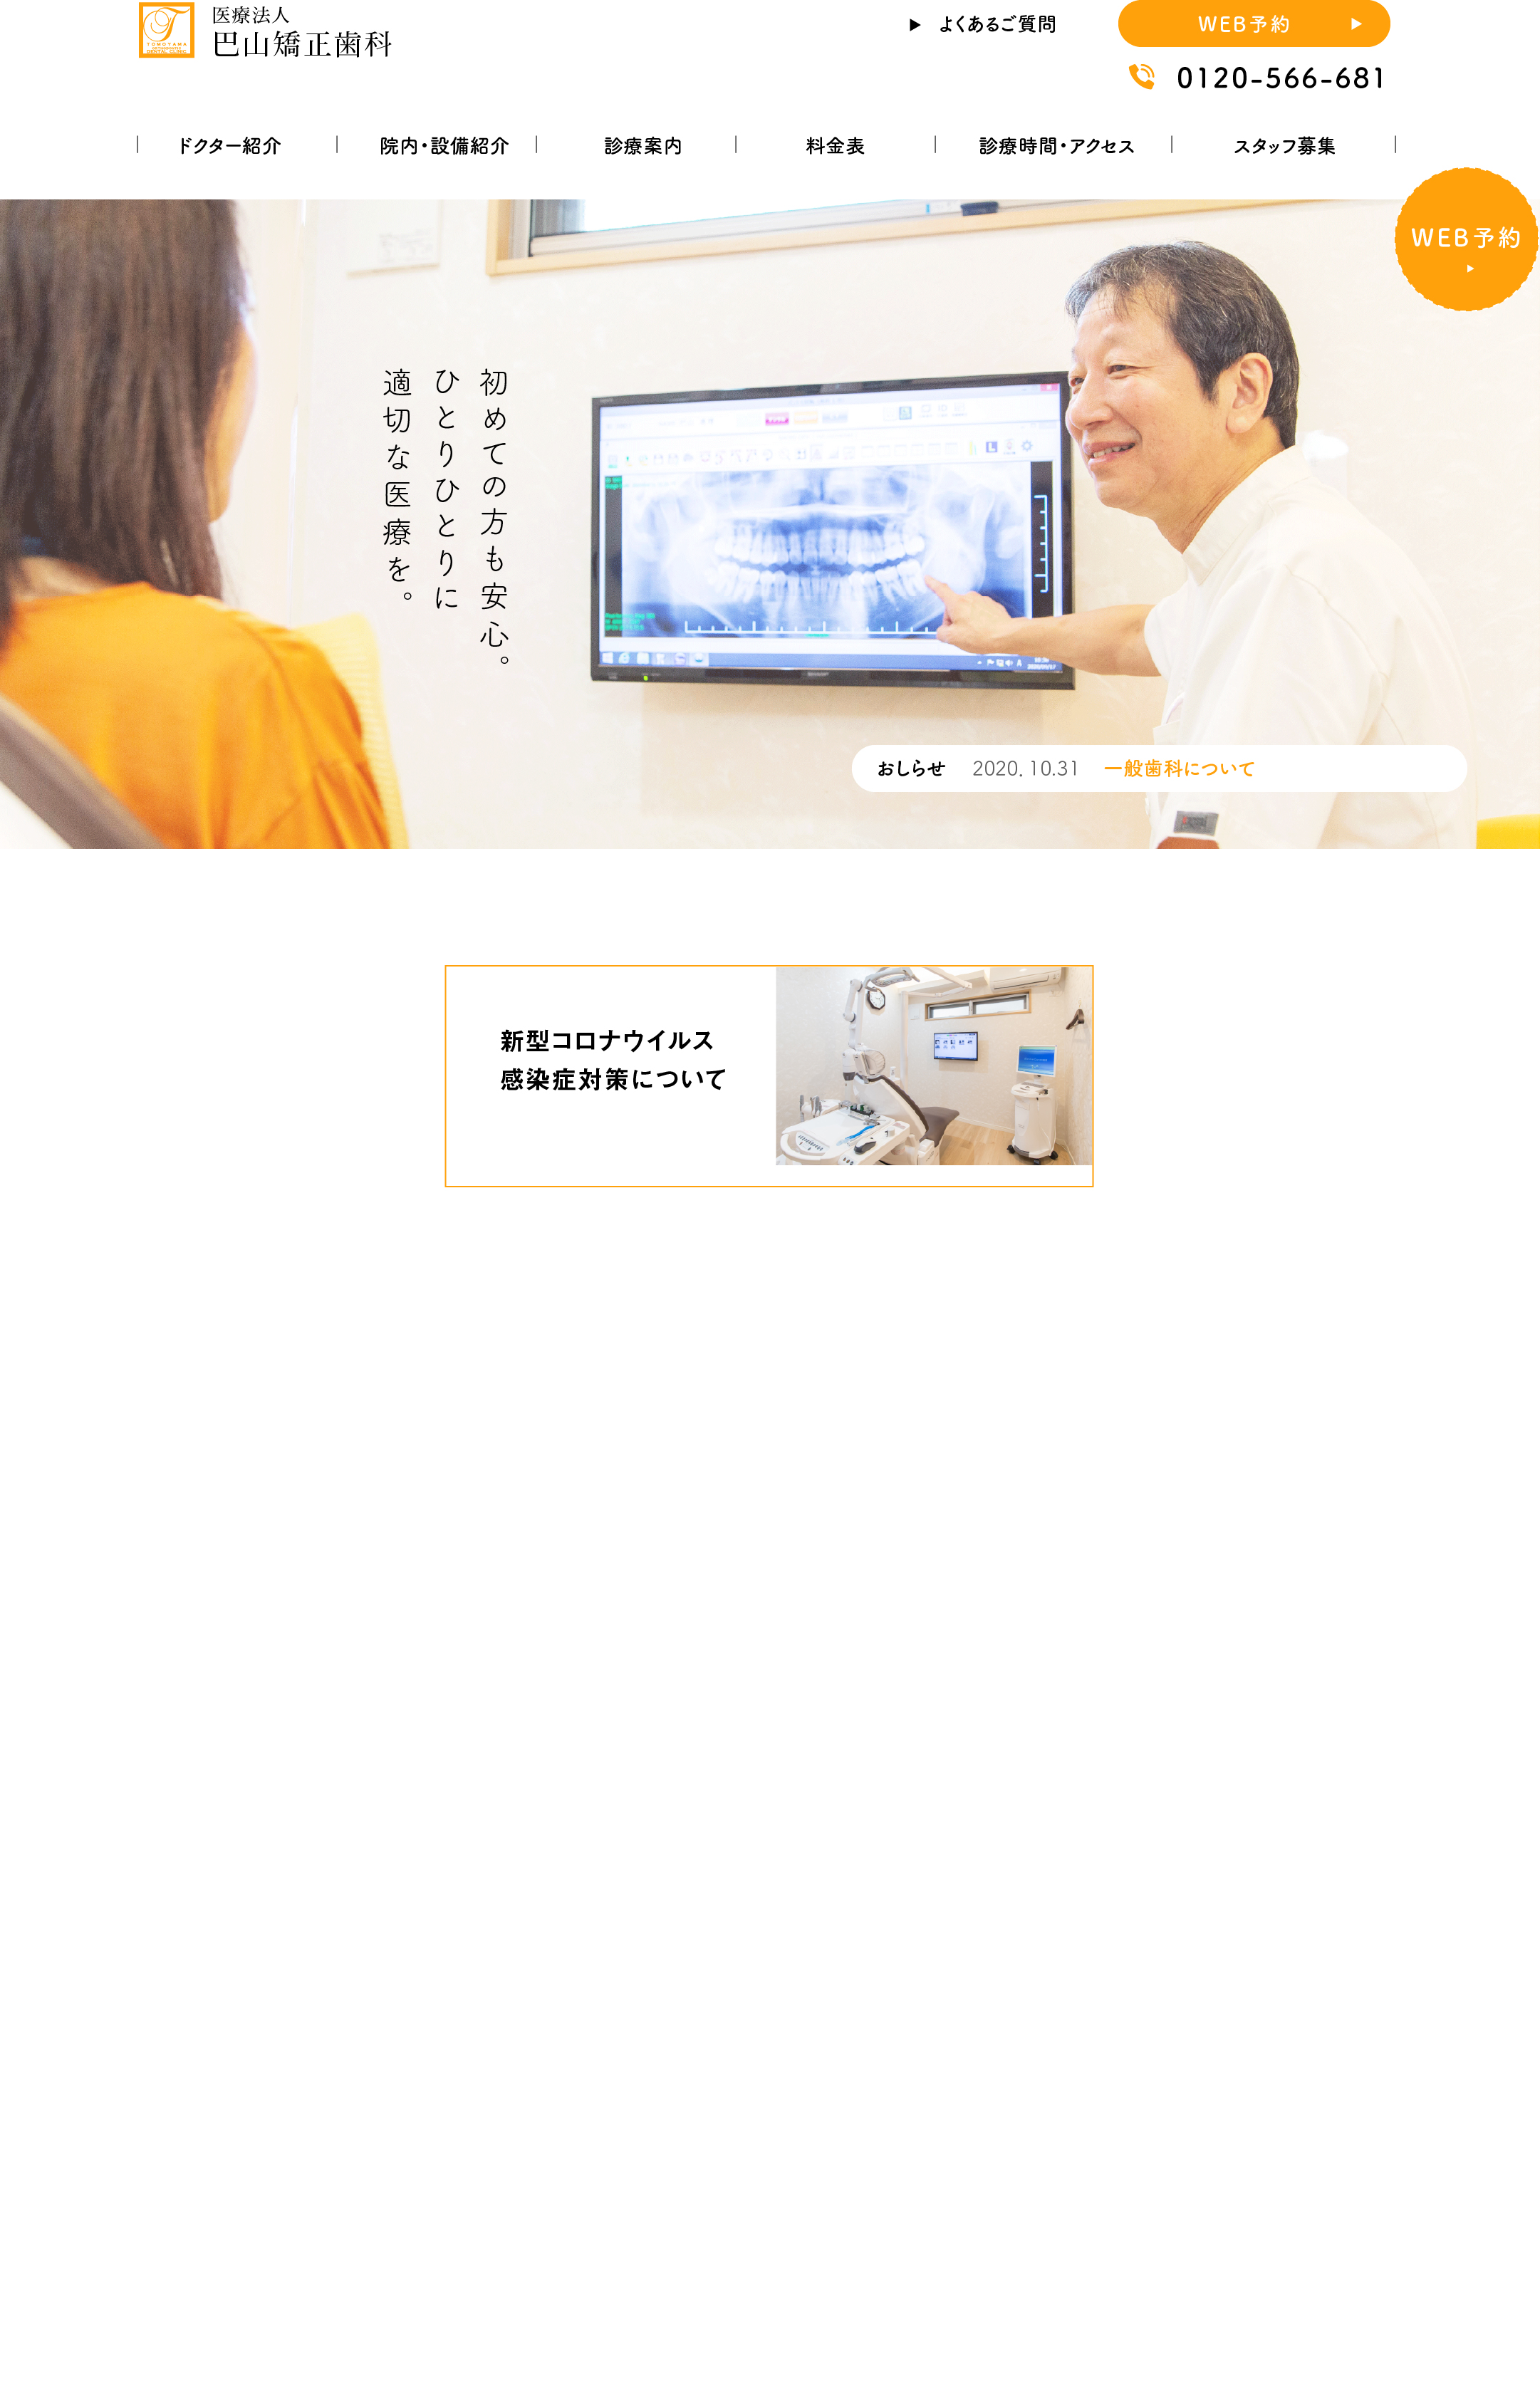 TOMOYAMA
DENTAL CLINIC
医療法人
巴山矯正歯科
よくあるご質問
WEB予約
0120-566-681
ドクター紹介
院内・設備紹介
診療案内
料金表
診療時間・アクセス
スタッフ募集
WEB予約
初めての方も安心。
ひとりひとりに
適切な医療を。
おしらせ 2020. 10.31 一般歯科について
新型コロナウイルス
感染症対策について